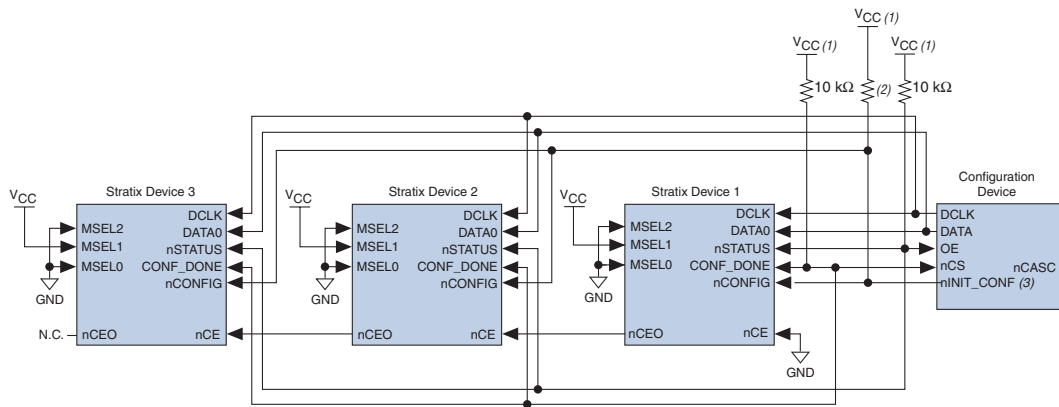 VCC (1)
VCC (1)
VCC (1)
10 kΩ
(2)
10 kΩ
VCC
Stratix Device 3
MSEL2
MSEL1
MSEL0
GND
DCLK
DATA0
nSTATUS
CONF_DONE
nCONFIG
N.C.
nCEO
nCE
VCC
Stratix Device 2
MSEL2
MSEL1
MSEL0
GND
DCLK
DATA0
nSTATUS
CONF_DONE
nCONFIG
nCEO
nCE
VCC
Stratix Device 1
MSEL2
MSEL1
MSEL0
GND
DCLK
DATA0
nSTATUS
CONF_DONE
nCONFIG
nCEO
nCE
GND
Configuration
Device
DCLK
DATA
OE
nCS
nCASC
nINIT_CONF (3)